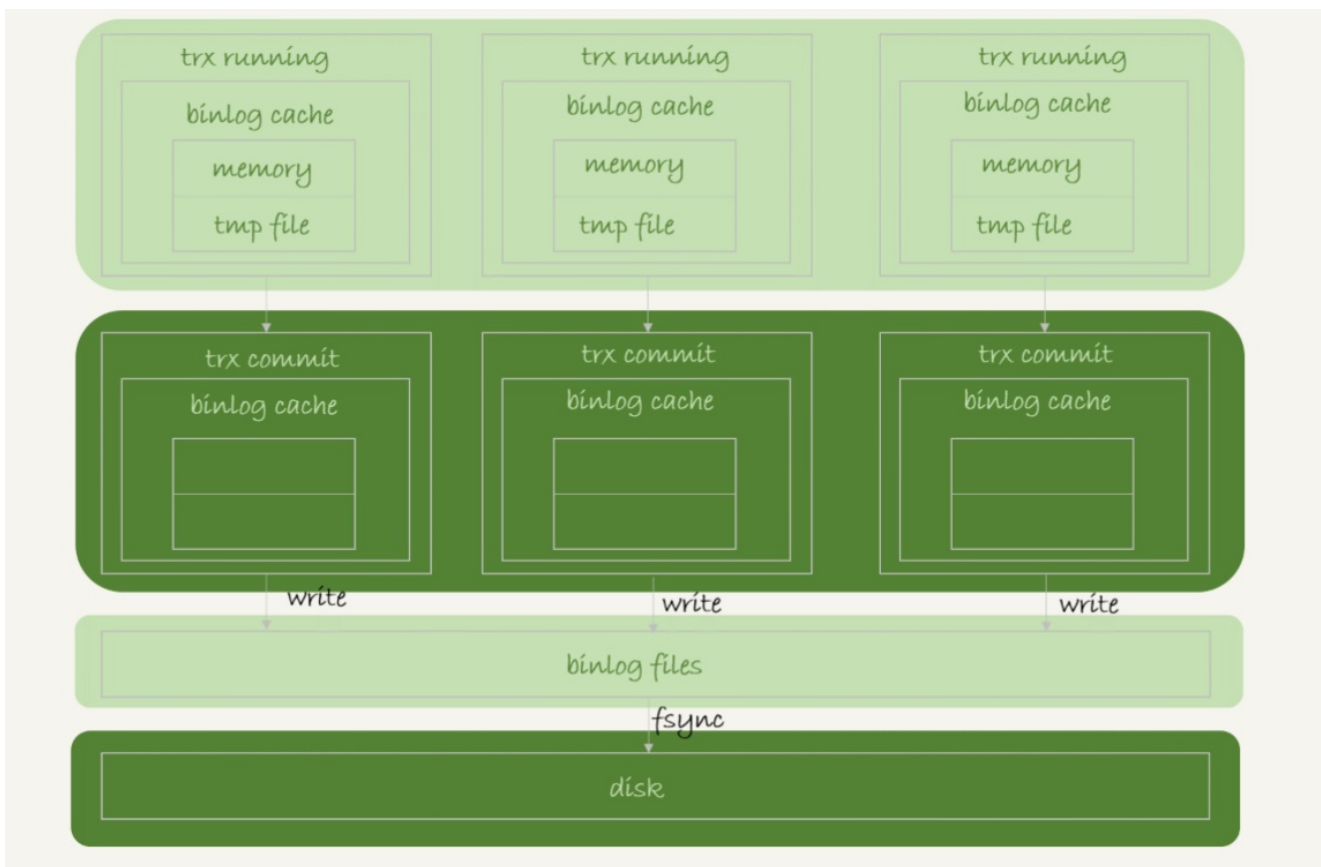 trx running
binlog cache
memory
tmp file
trx running
binlog cache
memory
tmp file
trx running
binlog cache
memory
tmp file
trx commit
binlog cache
trx commit
binlog cache
trx commit
binlog cache
write
write
write
binlog files
fsync
disk